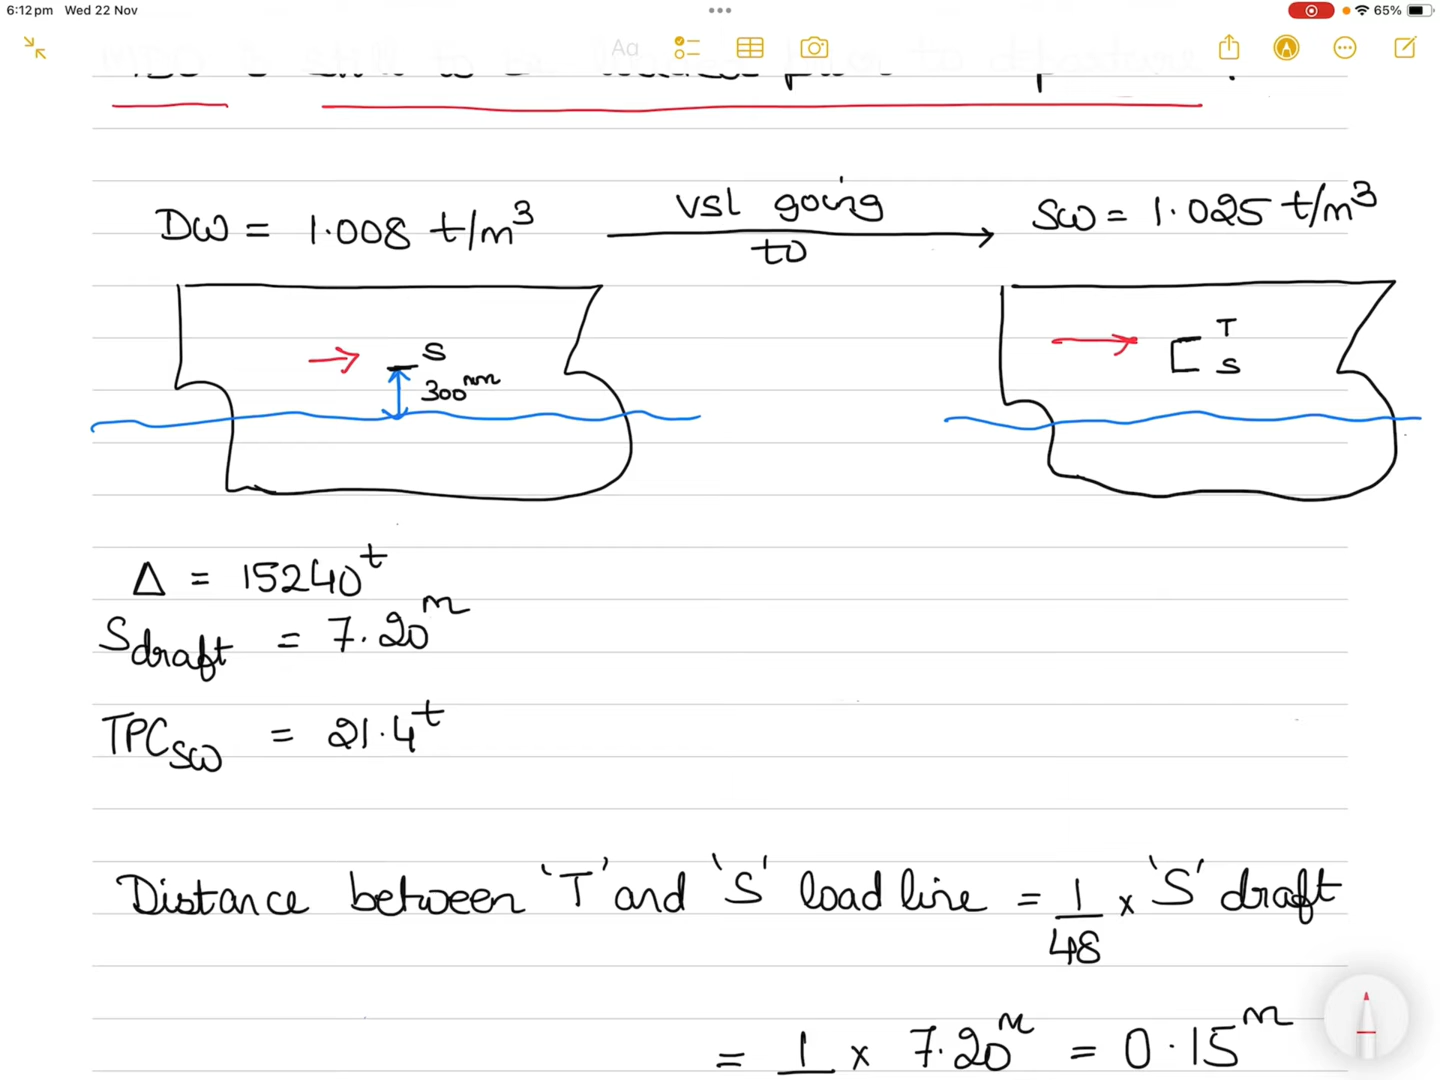 6:12 pm Wed 22 Nov
65%
Aa
DW = 1.008 t/m³ vsl going to SW = 1.025 t/m³
S
300mm
T
S
Δ = 15240t
Sdraft = 7.20m
TPCSW = 21.4t
Distance between 'T' and 'S' load line = 1/48 x 'S' draft
= 1 x 7.20m = 0.15m